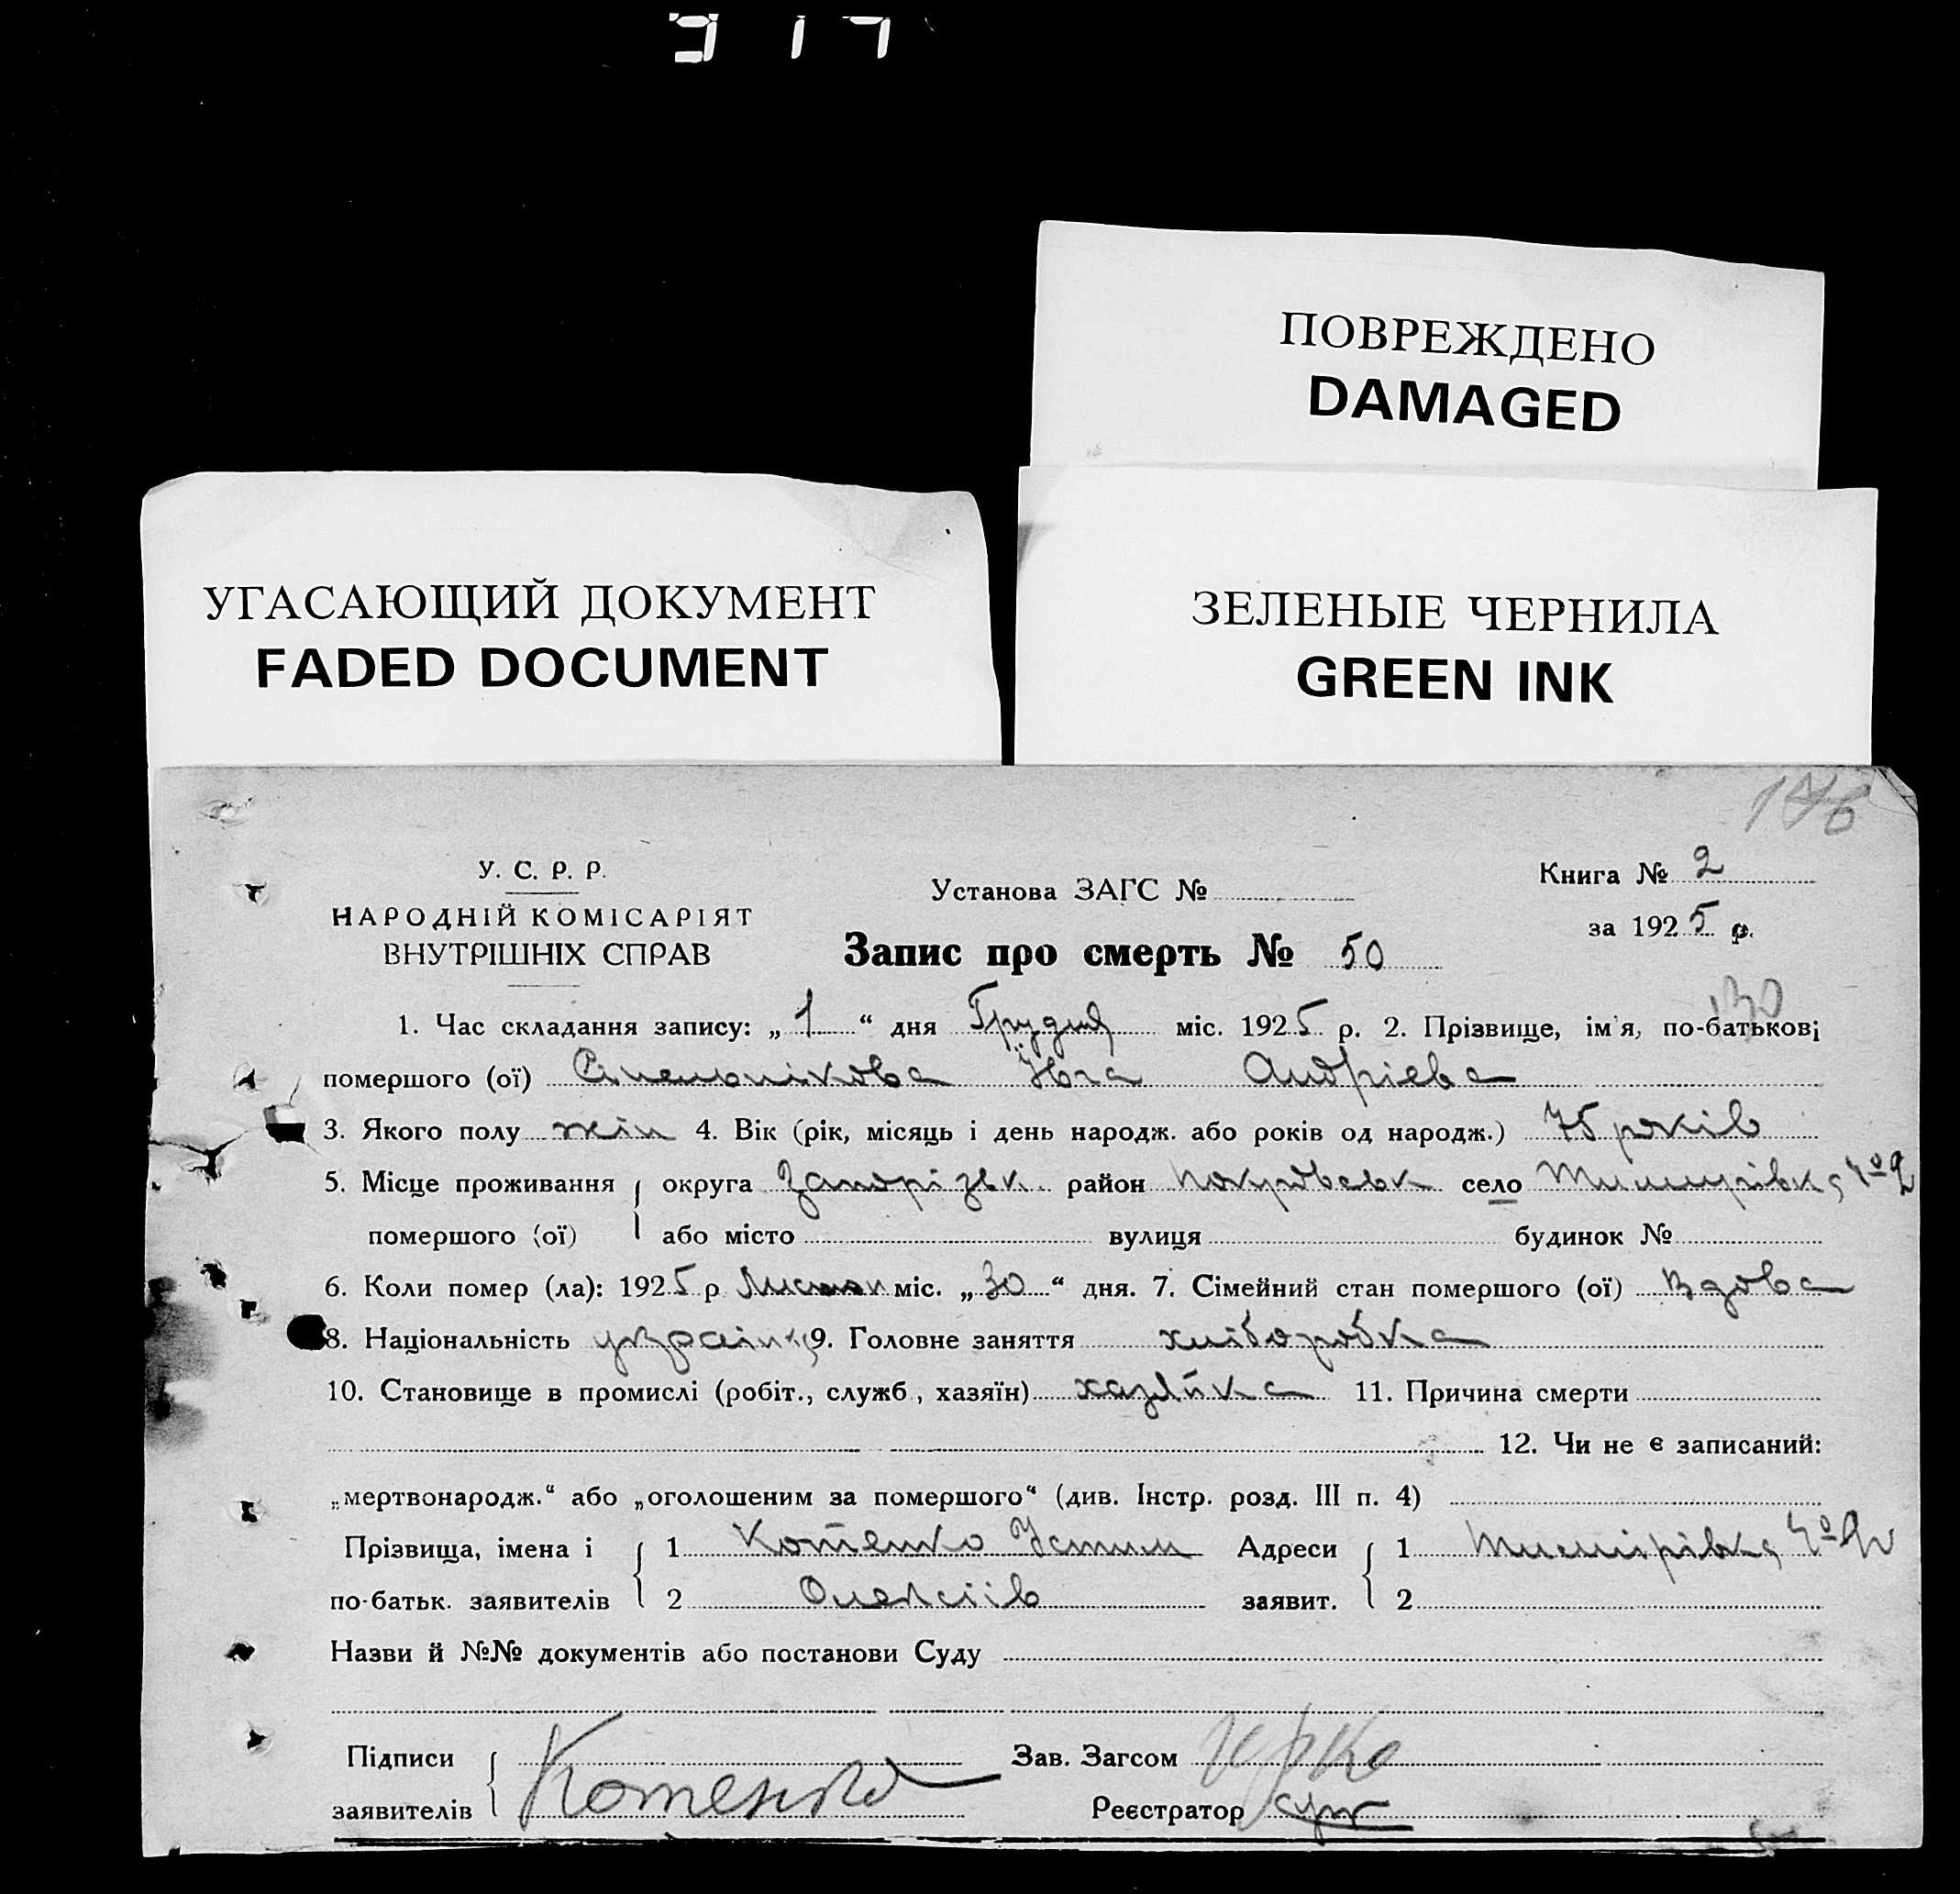 ПОВРЕЖДЕНО
DAMAGED
УГАСАЮЩИЙ ДОКУМЕНТ
FADED DOCUMENT
ЗЕЛЕНЫЕ ЧЕРНИЛА
GREEN INK
У. С. Р. Р.
НАРОДНІЙ КОМІСАРІЯТ
ВНУТРІШНІХ СПРАВ
Установа ЗАГС №
Книга № 2
за 1925 р.
Запис про смерть № 50
130
1. Час складання запису: „1“ дня Грудня міс. 1925 р. 2. Прізвище, ім'я, по-батькові
помершого (ої) Ївга Андрієва
3. Якого полу жін 4. Вік (рік, місяць і день народж. або років од народж.) 75 років
5. Місце проживання округа Запорізьк. район Покровськ село
помершого (ої) або місто вулиця будинок №
6. Коли помер (ла): 1925 р Листоп міс. „30“ дня. 7. Сімейний стан помершого (ої) Вдова
8. Національність українка 9. Головне заняття хліборобка
10. Становище в промислі (робіт., служб, хазяїн) хазяйка 11. Причина смерти
12. Чи не є записаний:
„мертвонародж.“ або „оголошеним за помершого“ (див. Інстр. розд. III п. 4)
Прізвища, імена і 1 Котенко Устим Адреси 1
по-батьк. заявителів 2 Олексіїв заявит. 2
Назви й №№ документів або постанови Суду
Підписи Зав. Загсом
заявителів Котенко Реєстратор